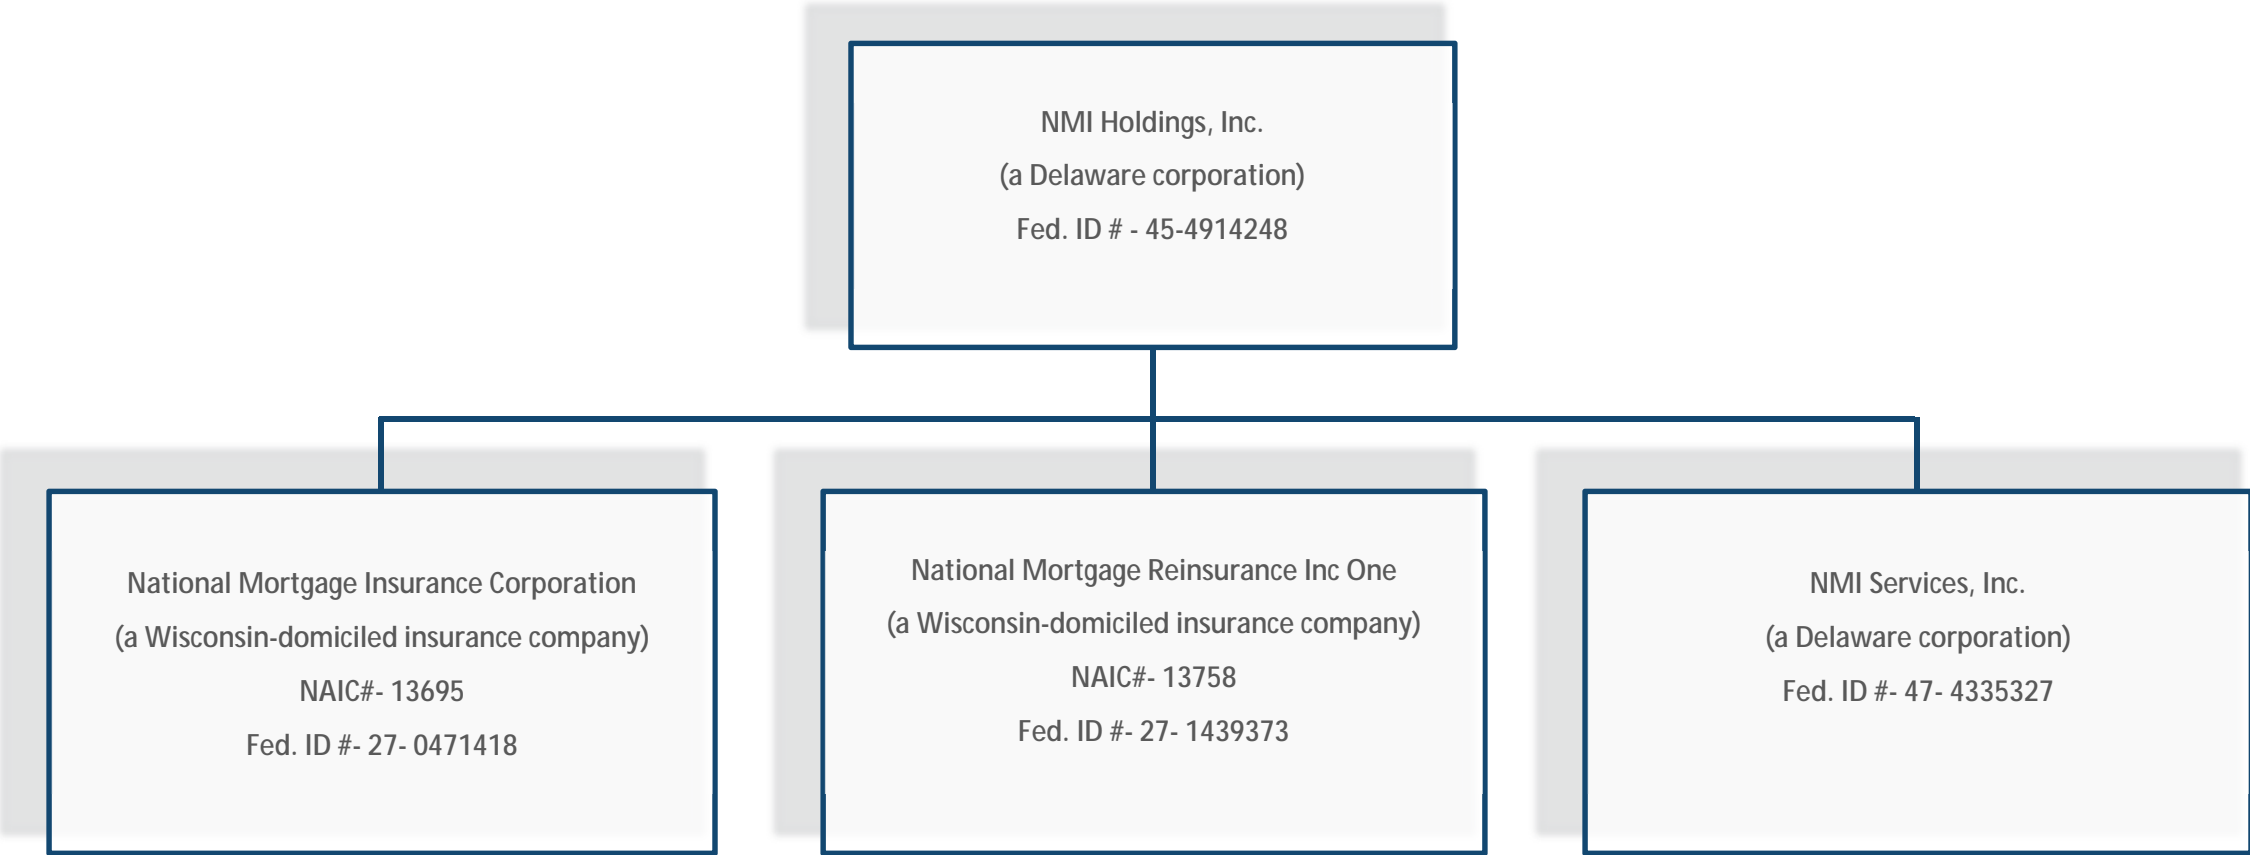 NMI Holdings, Inc.
(a Delaware corporation)
Fed. ID # - 45-4914248
National Mortgage Insurance Corporation
(a Wisconsin-domiciled insurance company)
NAIC#- 13695
Fed. ID #- 27- 0471418
National Mortgage Reinsurance Inc One
(a Wisconsin-domiciled insurance company)
NAIC#- 13758
Fed. ID #- 27- 1439373
NMI Services, Inc.
(a Delaware corporation)
Fed. ID #- 47- 4335327